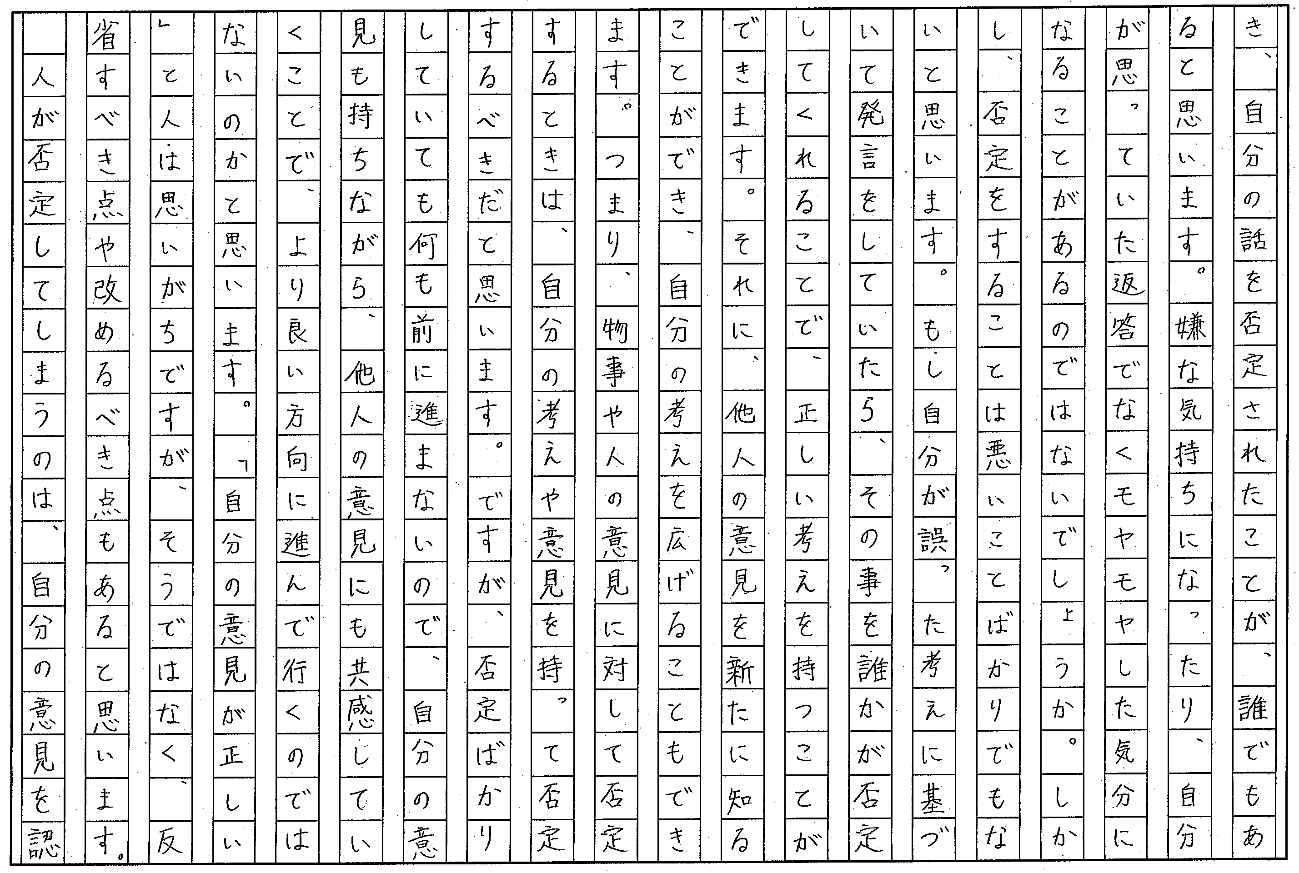 き、自分の話を否定されたことが、誰でもあ
ると思います。嫌な気持ちになったり、自分
が思っていた返答でなくモヤモヤした気分に
なることがあるのではないでしょうか。しか
し、否定をすることは悪いことばかりでもな
いと思います。もし自分が誤った考えに基づ
いて発言をしていたら、その事を誰かが否定
してくれることで、正しい考えを持つことが
できます。それに、他人の意見を新たに知る
ことができ、自分の考えを広げることもでき
ます。つまり、物事や人の意見に対して否定
するときは、自分の考えや意見を持って否定
するべきだと思います。ですが、否定ばかり
していても何も前に進まないので、自分の意
見も持ちながら、他人の意見にも共感してい
くことで、より良い方向に進んで行くのでは
ないのかと思います。「自分の意見が正しい
」と人は思いがちですが、そうではなく、反
省すべき点や改めるべき点もあると思います。
人が否定してしまうのは、自分の意見を認